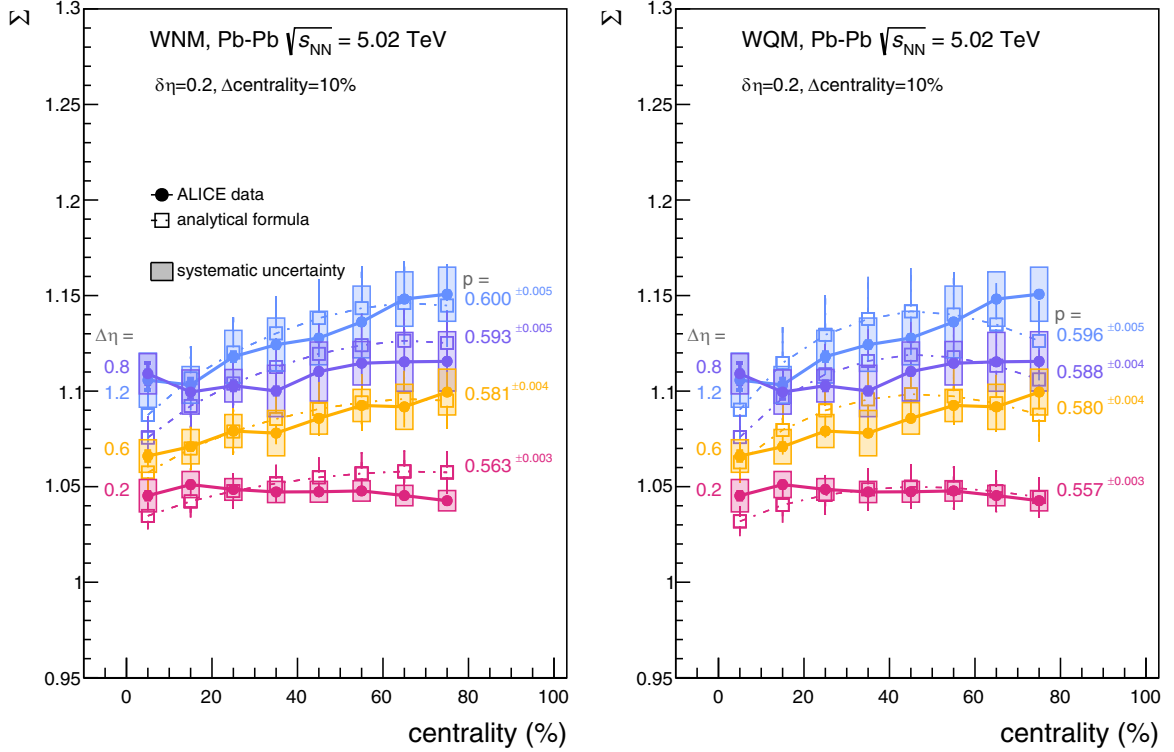 Σ
1.3
1.25
1.2
1.15
1.1
1.05
1
0.95
WNM, Pb-Pb √sNN = 5.02 TeV
δη=0.2, Δcentrality=10%
ALICE data
analytical formula
systematic uncertainty
p =
0.600 ±0.005
0.593 ±0.005
0.581 ±0.004
0.563 ±0.003
Δη =
0.8
1.2
0.6
0.2
0 20 40 60 80 100
centrality (%)
Σ
1.3
1.25
1.2
1.15
1.1
1.05
1
0.95
WQM, Pb-Pb √sNN = 5.02 TeV
δη=0.2, Δcentrality=10%
p =
0.596 ±0.005
0.588 ±0.004
0.580 ±0.004
0.557 ±0.003
Δη =
0.8
1.2
0.6
0.2
0 20 40 60 80 100
centrality (%)